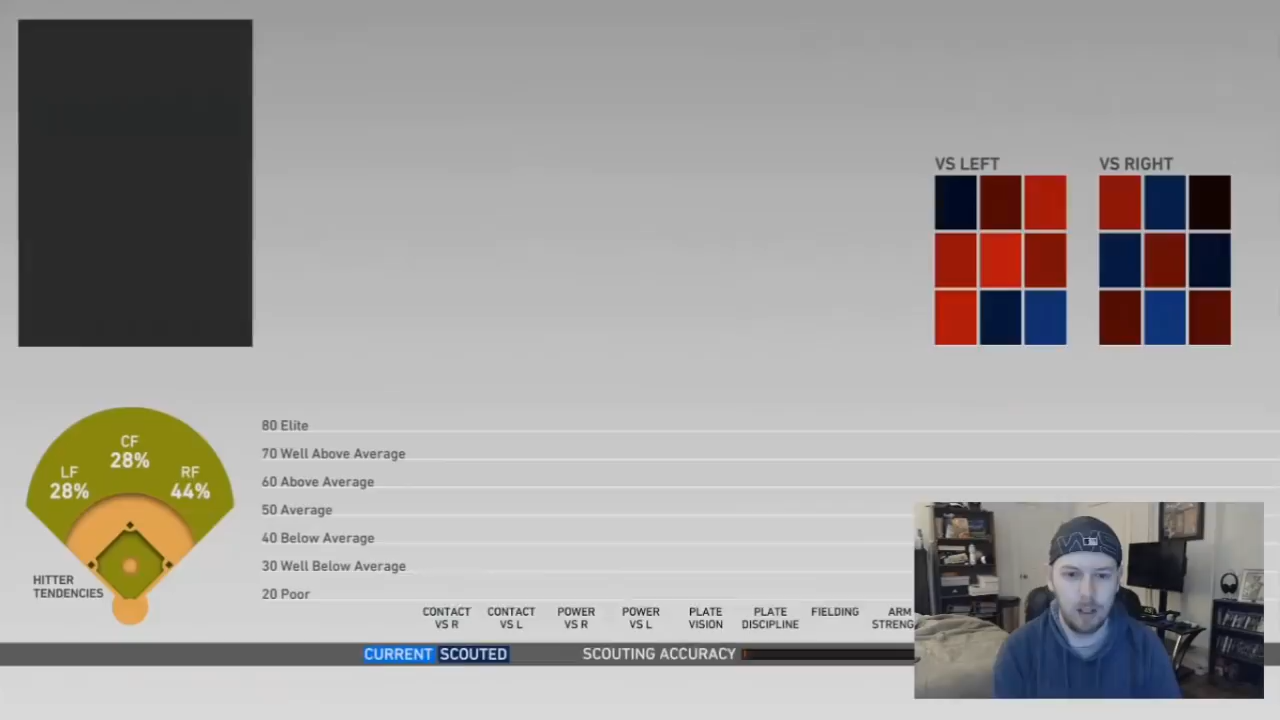 VS LEFT
VS RIGHT
CF
28%
LF
28%
RF
44%
HITTER
TENDENCIES
80 Elite
70 Well Above Average
60 Above Average
50 Average
40 Below Average
30 Well Below Average
20 Poor
CONTACT
VS R
CONTACT
VS L
POWER
VS R
POWER
VS L
PLATE
VISION
PLATE
DISCIPLINE
FIELDING
ARM
STRENG
CURRENT SCOUTED
SCOUTING ACCURACY